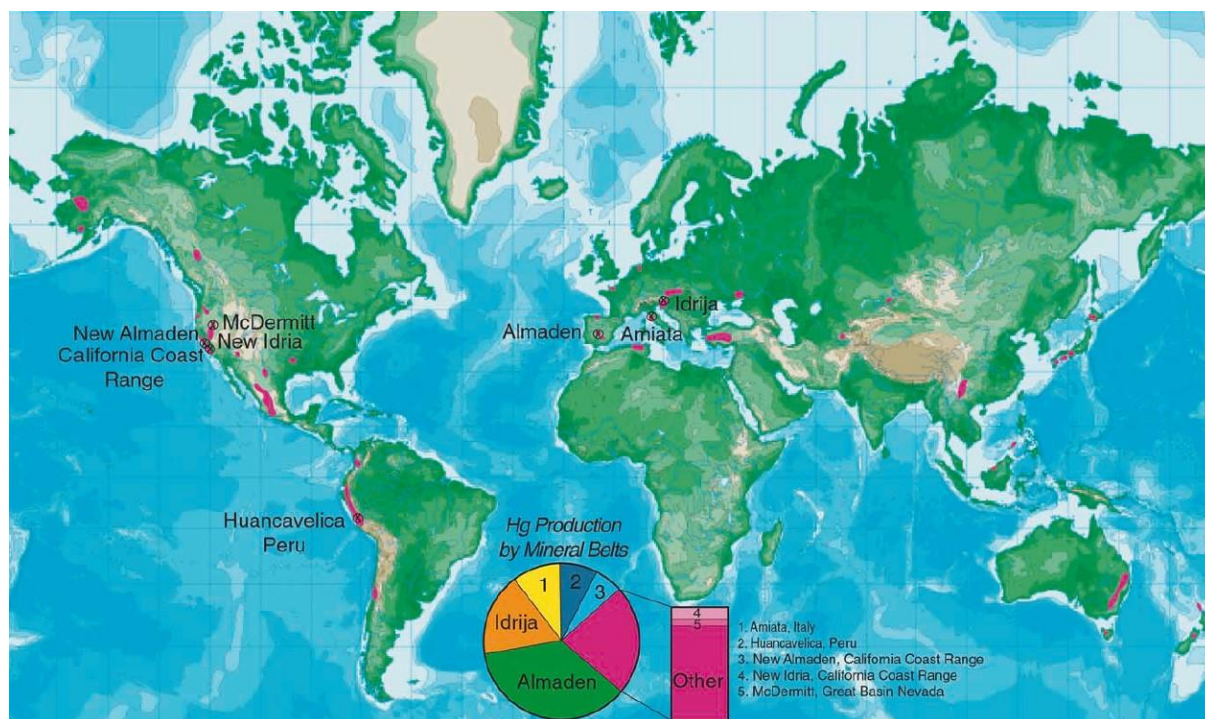 McDermitt
New Almaden
New Idria
California Coast
Range
Idrija
Almaden
Amiata
Huancavelica
Peru
Hg Production
by Mineral Belts
1
2
3
Idrija
Almaden
4
5
Other
1. Amiata, Italy
2. Huancavelica, Peru
3. New Almaden, California Coast Range
4. New Idria, California Coast Range
5. McDermitt, Great Basin Nevada